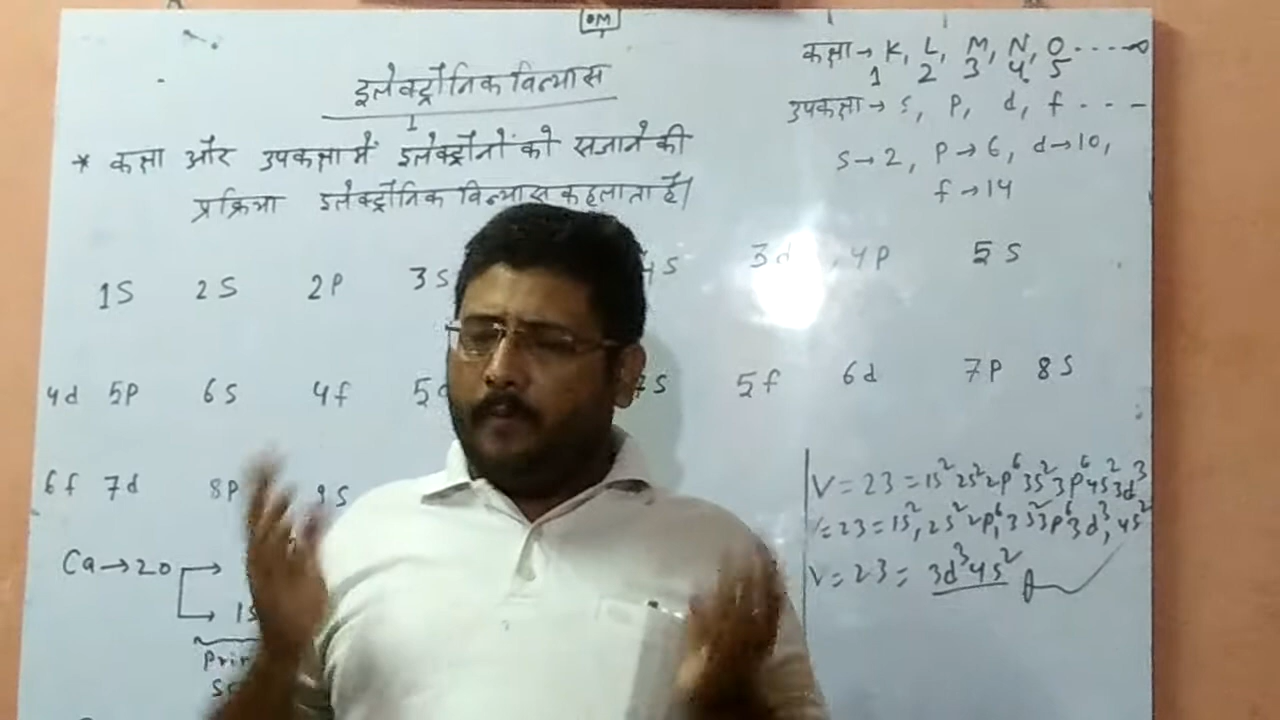 OM
इलेक्ट्रॉनिक विन्यास
* कक्षा और उपकक्षा में इलेक्ट्रॉनों को सजाने की
प्रक्रिया इलेक्ट्रॉनिक विन्यास कहलाता है।
कक्षा → K, L, M, N, O
1 2 3 4 5
उपकक्षा → s, p, d, f - - -
s→2, p→6, d→10,
f→14
1S 2S 2P 3S 4S 3d 4P 5S
4d 5P 6S 4f 7S 5f 6d 7P 8S
6f 7d 8P 9S
V = 23 = 1s² 2s² 2p⁶ 3s² 3p⁶ 4s² 3d³
V = 23 = 1s², 2s² 2p⁶, 3s² 3p⁶ 3d³, 4s²
V = 23 = 3d³ 4s²
Ca → 20